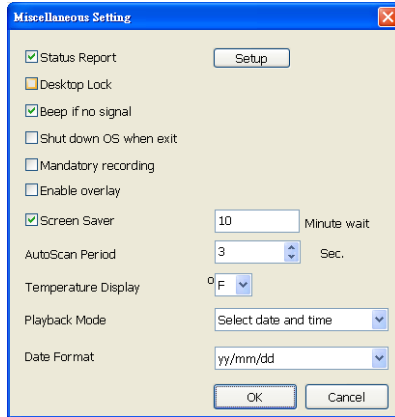 Miscellaneous Setting
Status Report Setup
Desktop Lock
Beep if no signal
Shut down OS when exit
Mandatory recording
Enable overlay
Screen Saver 10 Minute wait
AutoScan Period 3 Sec.
Temperature Display °F
Playback Mode Select date and time
Date Format yy/mm/dd
OK Cancel